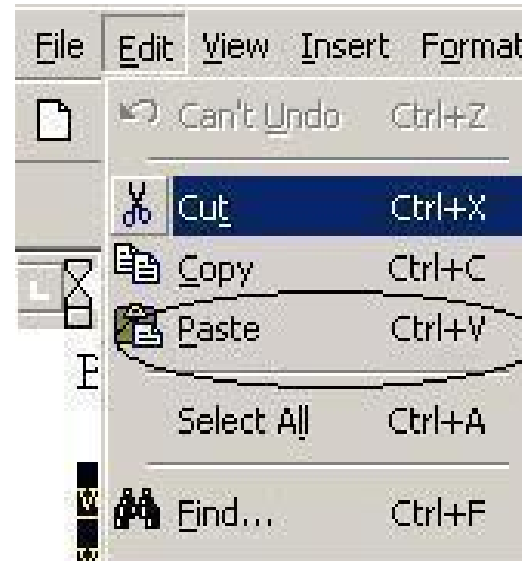 File Edit View Insert Format
Can't Undo Ctrl+Z
Cut Ctrl+X
Copy Ctrl+C
Paste Ctrl+V
Select All Ctrl+A
Find... Ctrl+F